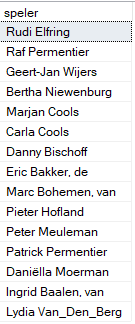 speler
Rudi Elfring
Raf Permentier
Geert-Jan Wijers
Bertha Niewenburg
Marjan Cools
Carla Cools
Danny Bischoff
Eric Bakker, de
Marc Bohemen, van
Pieter Hofland
Peter Meuleman
Patrick Permentier
Daniëlla Moerman
Ingrid Baalen, van
Lydia Van_Den_Berg